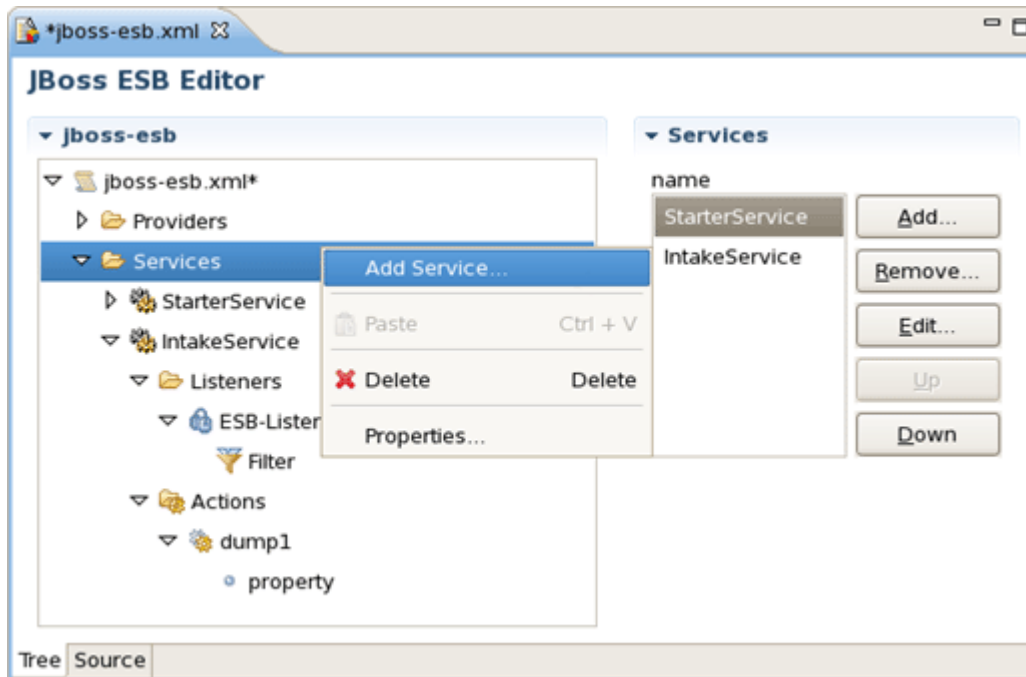 *jboss-esb.xml
JBoss ESB Editor
jboss-esb
jboss-esb.xml*
Providers
Services
StarterService
IntakeService
Listeners
ESB-Lister
Filter
Actions
dump1
property
Add Service...
Paste Ctrl + V
Delete Delete
Properties...
Services
name
StarterService
IntakeService
Add...
Remove...
Edit...
Up
Down
Tree Source